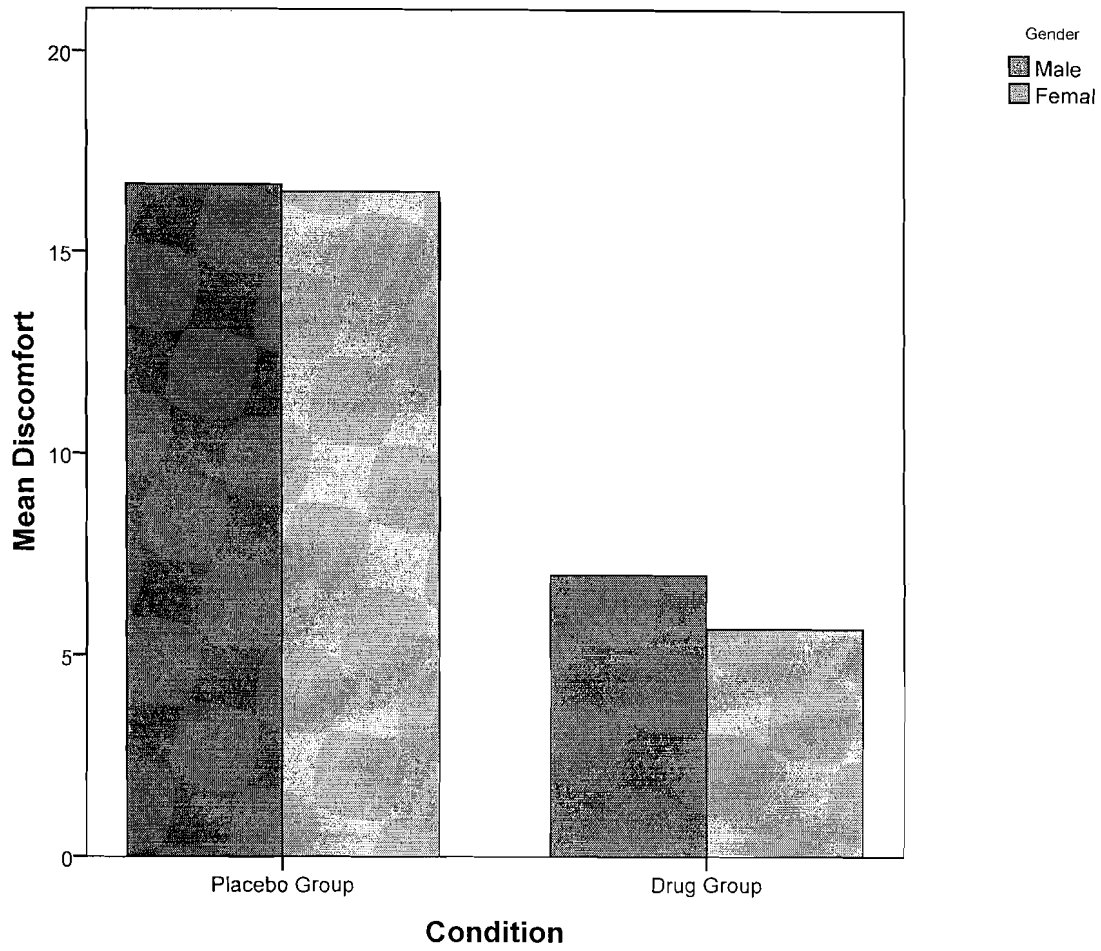 Gender
Male
Femal
20
15
10
5
0
Mean Discomfort
Placebo Group
Drug Group
Condition